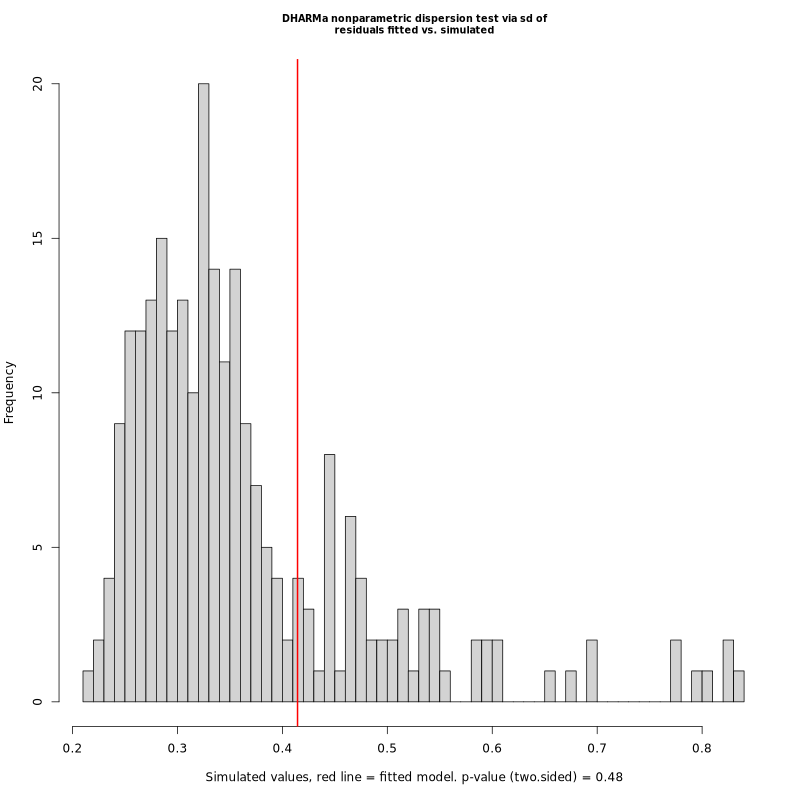 DHARMa nonparametric dispersion test via sd of
residuals fitted vs. simulated
Frequency
20
15
10
5
0
0.2 0.3 0.4 0.5 0.6 0.7 0.8
Simulated values, red line = fitted model. p-value (two.sided) = 0.48